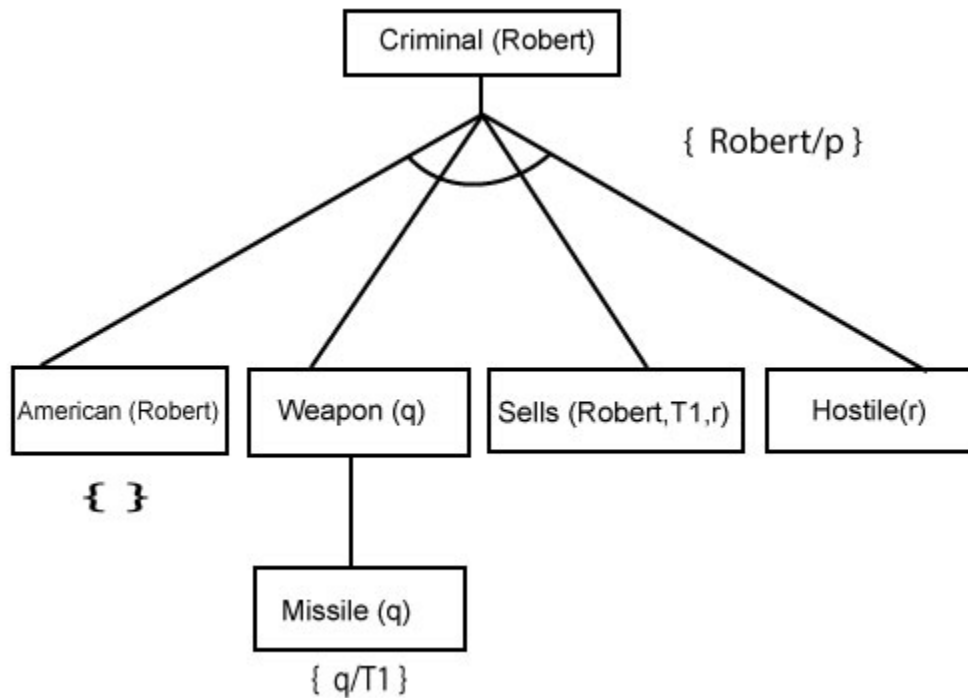 Criminal (Robert)
{ Robert/p }
American (Robert)
Weapon (q)
Sells (Robert,T1,r)
Hostile(r)
{ }
Missile (q)
{ q/T1 }